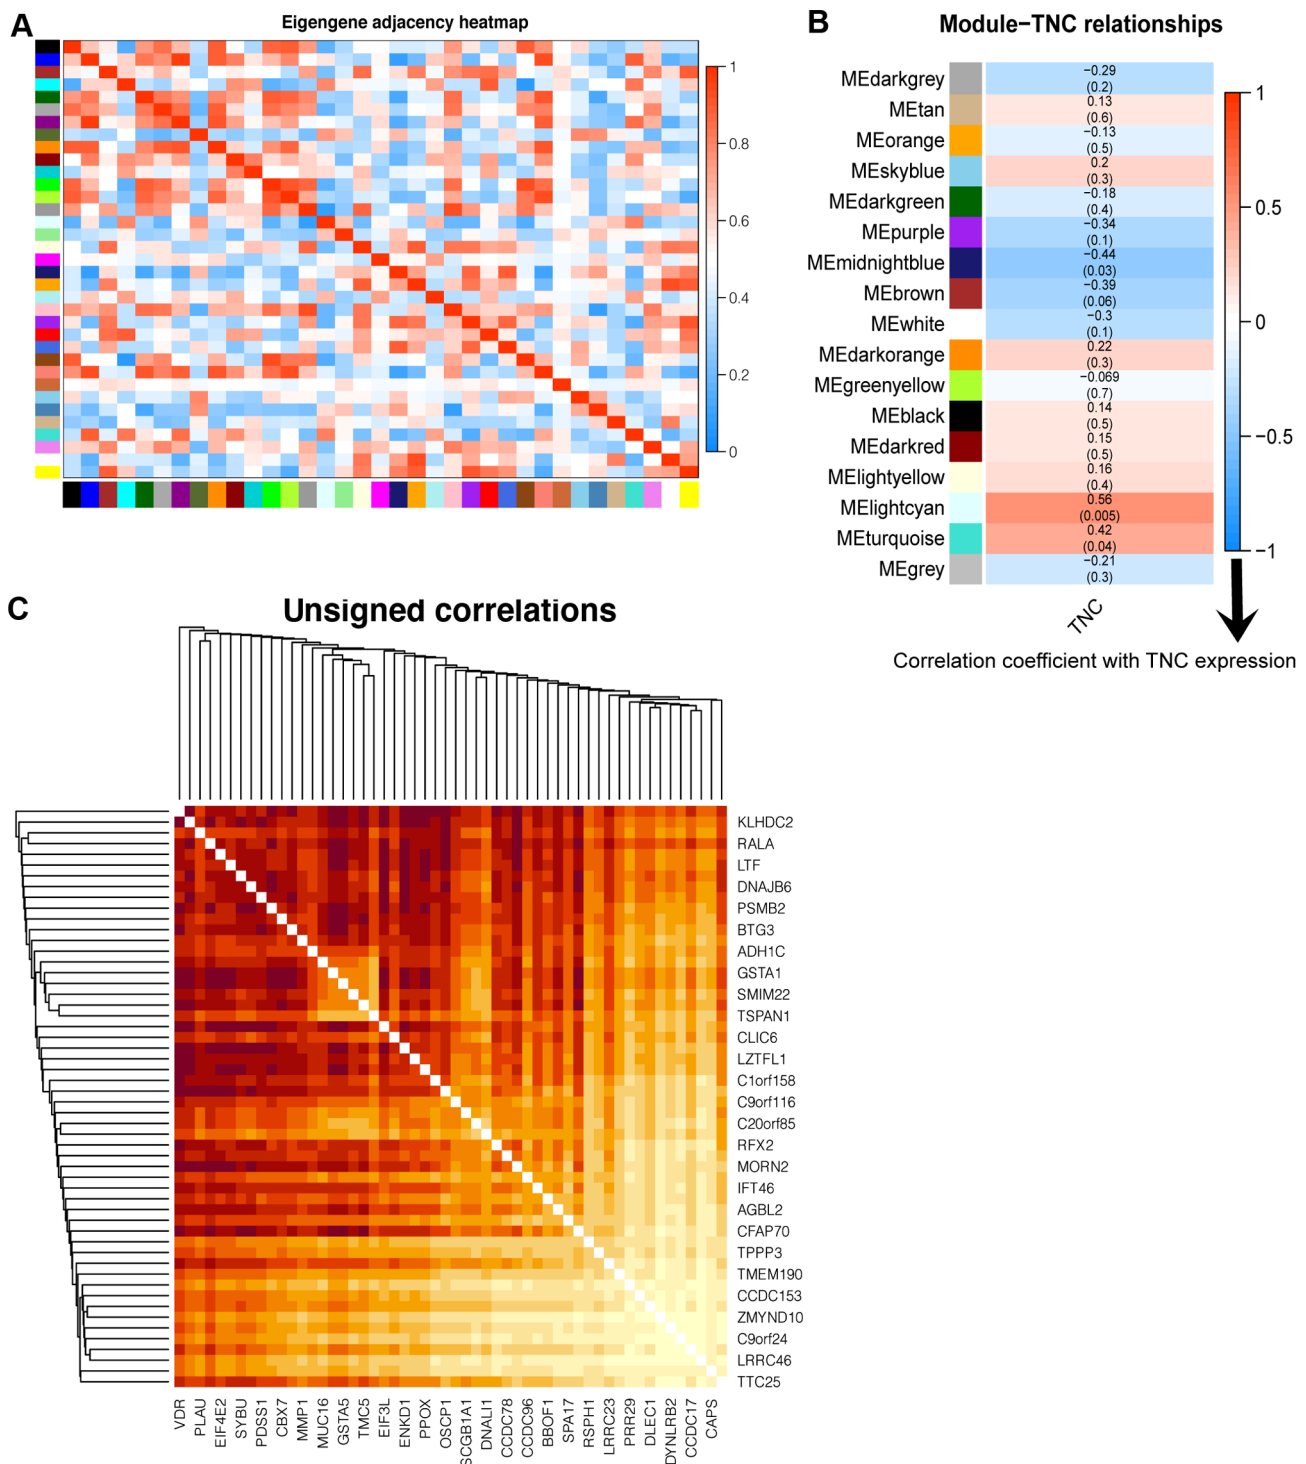 A
Eigengene adjacency heatmap
1
0.8
0.6
0.4
0.2
0
B
Module−TNC relationships
MEdarkgrey
−0.29
(0.2)
MEtan
0.13
(0.6)
MEorange
−0.13
(0.5)
MEskyblue
0.2
(0.3)
MEdarkgreen
−0.18
(0.4)
MEpurple
−0.34
(0.1)
MEmidnightblue
−0.44
(0.03)
MEbrown
−0.39
(0.06)
MEwhite
−0.3
(0.1)
MEdarkorange
0.22
(0.3)
MEgreenyellow
−0.069
(0.7)
MEblack
0.14
(0.5)
MEdarkred
0.15
(0.5)
MElightyellow
0.16
(0.4)
MElightcyan
0.56
(0.005)
MEturquoise
0.42
(0.04)
MEgrey
−0.21
(0.3)
1
0.5
0
−0.5
−1
TNC
Correlation coefficient with TNC expression
C
Unsigned correlations
KLHDC2
RALA
LTF
DNAJB6
PSMB2
BTG3
ADH1C
GSTA1
SMIM22
TSPAN1
CLIC6
LZTFL1
C1orf158
C9orf116
C20orf85
RFX2
MORN2
IFT46
AGBL2
CFAP70
TPPP3
TMEM190
CCDC153
ZMYND10
C9orf24
LRRC46
TTC25
VDR
PLAU
EIF4E2
SYBU
PDSS1
CBX7
MMP1
MUC16
GSTA5
TMC5
EIF3L
ENKD1
PPOX
OSCP1
SCGB1A1
DNALI1
CCDC78
CCDC96
BBOF1
SPA17
RSPH1
LRRC23
PRR29
DLEC1
DYNLRB2
CCDC17
CAPS